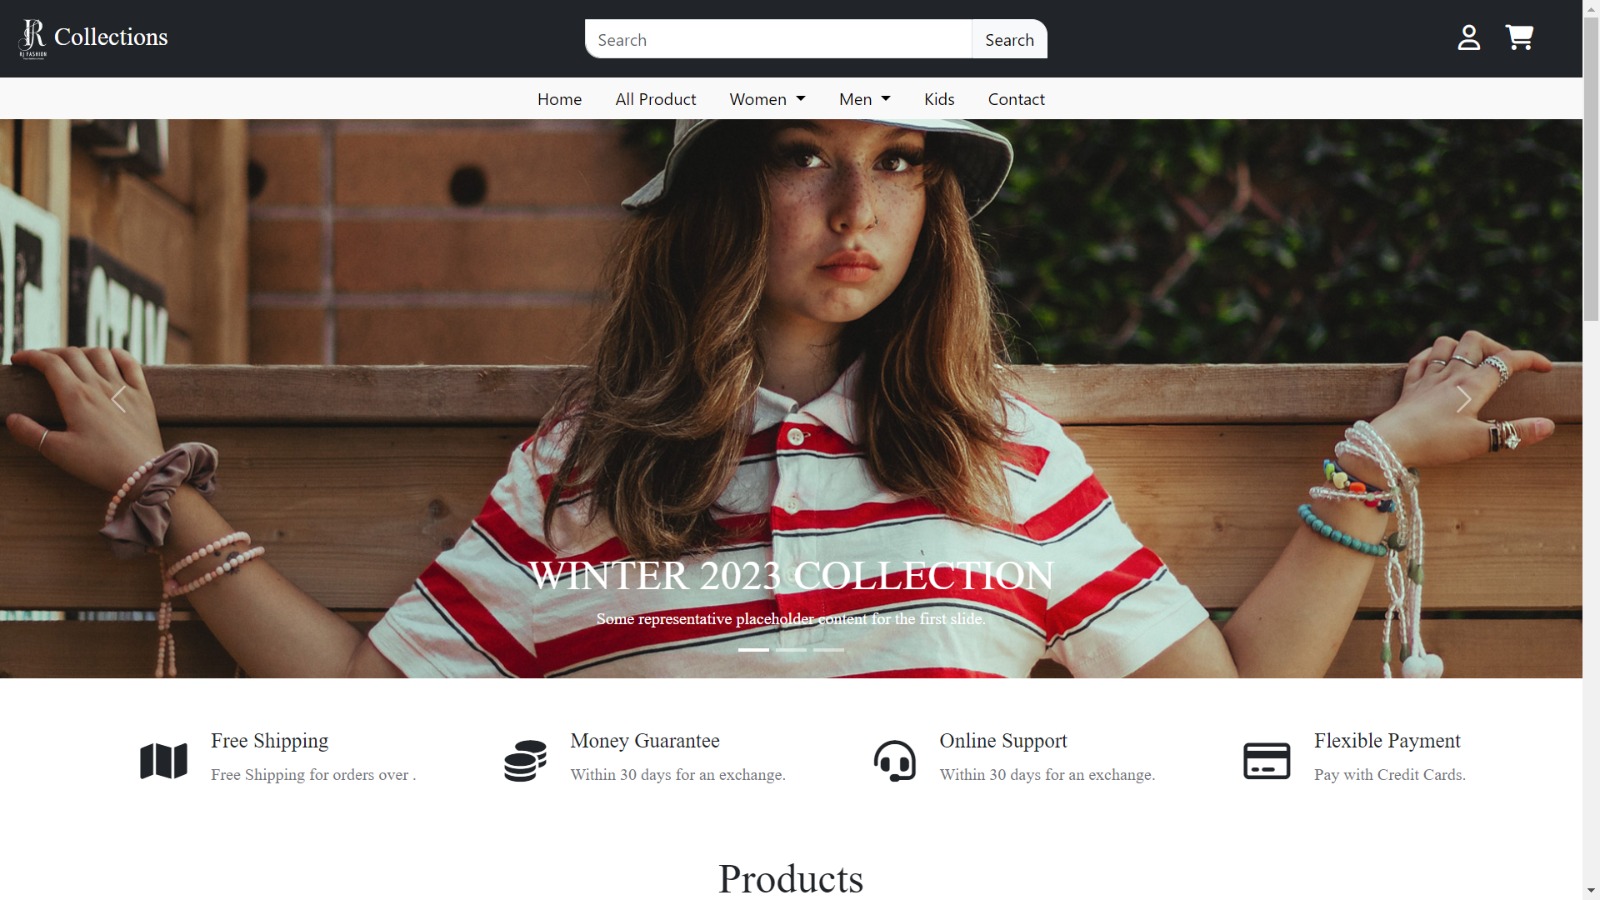 RJ FASHION
Collections
Search
Search
Home
All Product
Women
Men
Kids
Contact
WINTER 2023 COLLECTION
Some representative placeholder content for the first slide.
Free Shipping
Free Shipping for orders over .
Money Guarantee
Within 30 days for an exchange.
Online Support
Within 30 days for an exchange.
Flexible Payment
Pay with Credit Cards.
Products